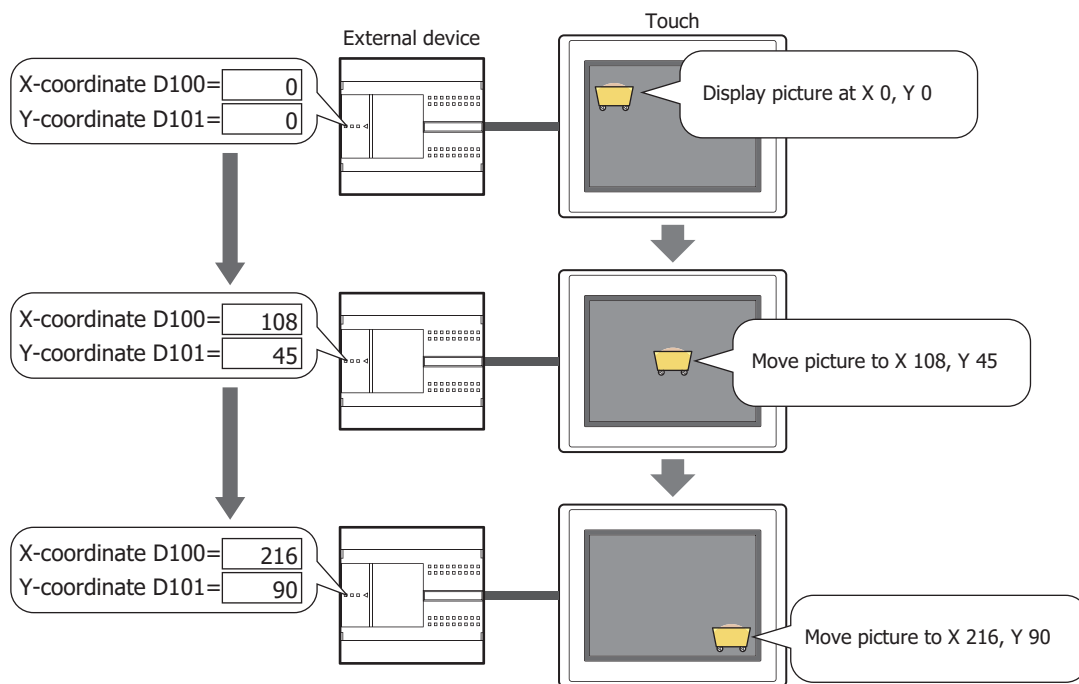 External device
Touch
X-coordinate D100= 0
Y-coordinate D101= 0
Display picture at X 0, Y 0
X-coordinate D100= 108
Y-coordinate D101= 45
Move picture to X 108, Y 45
X-coordinate D100= 216
Y-coordinate D101= 90
Move picture to X 216, Y 90